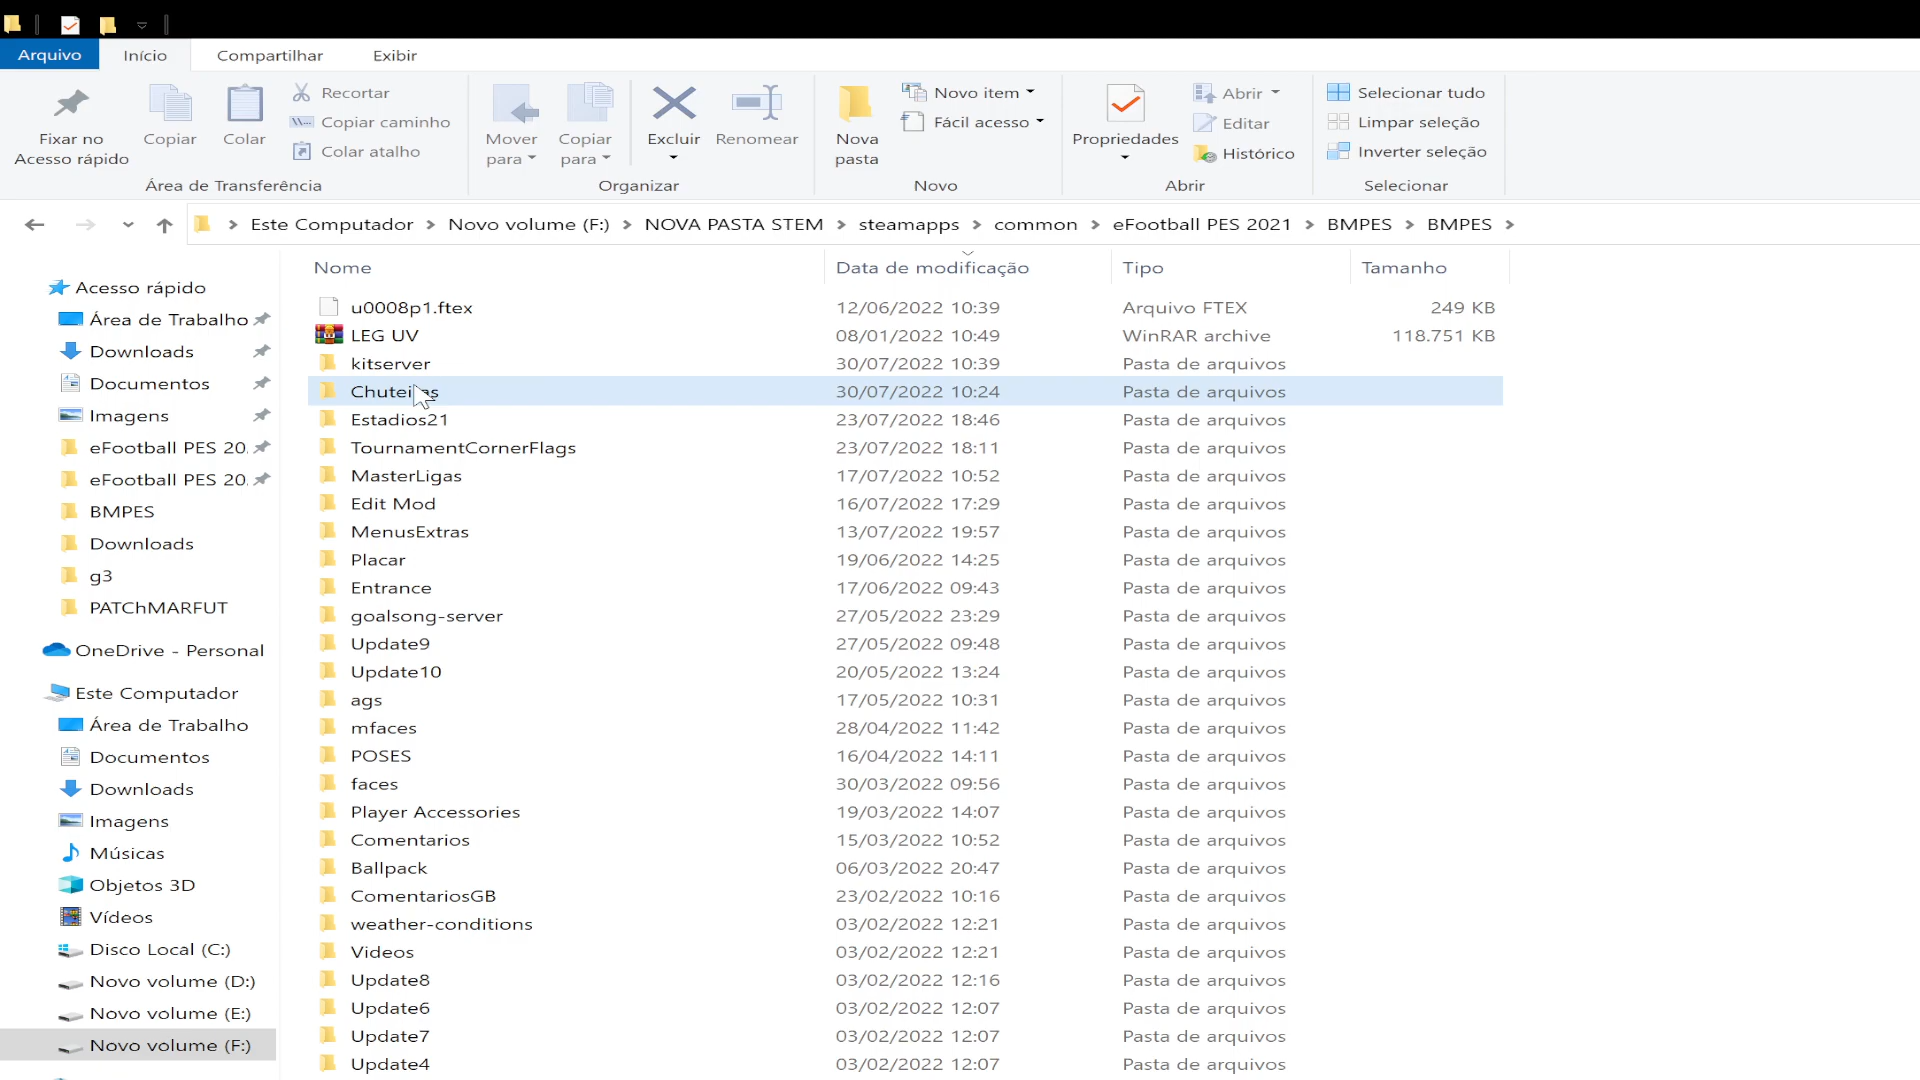 Arquivo Início Compartilhar Exibir
Fixar no Acesso rápido
Copiar
Colar
Recortar
Copiar caminho
Colar atalho
Área de Transferência
Mover para
Copiar para
Excluir
Renomear
Organizar
Nova pasta
Novo item
Fácil acesso
Novo
Propriedades
Abrir
Editar
Histórico
Abrir
Selecionar tudo
Limpar seleção
Inverter seleção
Selecionar
Este Computador > Novo volume (F:) > NOVA PASTA STEM > steamapps > common > eFootball PES 2021 > BMPES > BMPES >
Acesso rápido
Área de Trabalho
Downloads
Documentos
Imagens
eFootball PES 20.
eFootball PES 20.
BMPES
Downloads
g3
PATChMARFUT
OneDrive - Personal
Este Computador
Área de Trabalho
Documentos
Downloads
Imagens
Músicas
Objetos 3D
Vídeos
Disco Local (C:)
Novo volume (D:)
Novo volume (E:)
Novo volume (F:)
Nome Data de modificação Tipo Tamanho
u0008p1.ftex 12/06/2022 10:39 Arquivo FTEX 249 KB
LEG UV 08/01/2022 10:49 WinRAR archive 118.751 KB
kitserver 30/07/2022 10:39 Pasta de arquivos
Chuteiras 30/07/2022 10:24 Pasta de arquivos
Estadios21 23/07/2022 18:46 Pasta de arquivos
TournamentCornerFlags 23/07/2022 18:11 Pasta de arquivos
MasterLigas 17/07/2022 10:52 Pasta de arquivos
Edit Mod 16/07/2022 17:29 Pasta de arquivos
MenusExtras 13/07/2022 19:57 Pasta de arquivos
Placar 19/06/2022 14:25 Pasta de arquivos
Entrance 17/06/2022 09:43 Pasta de arquivos
goalsong-server 27/05/2022 23:29 Pasta de arquivos
Update9 27/05/2022 09:48 Pasta de arquivos
Update10 20/05/2022 13:24 Pasta de arquivos
ags 17/05/2022 10:31 Pasta de arquivos
mfaces 28/04/2022 11:42 Pasta de arquivos
POSES 16/04/2022 14:11 Pasta de arquivos
faces 30/03/2022 09:56 Pasta de arquivos
Player Accessories 19/03/2022 14:07 Pasta de arquivos
Comentarios 15/03/2022 10:52 Pasta de arquivos
Ballpack 06/03/2022 20:47 Pasta de arquivos
ComentariosGB 23/02/2022 10:16 Pasta de arquivos
weather-conditions 03/02/2022 12:21 Pasta de arquivos
Videos 03/02/2022 12:21 Pasta de arquivos
Update8 03/02/2022 12:16 Pasta de arquivos
Update6 03/02/2022 12:07 Pasta de arquivos
Update7 03/02/2022 12:07 Pasta de arquivos
Update4 03/02/2022 12:07 Pasta de arquivos